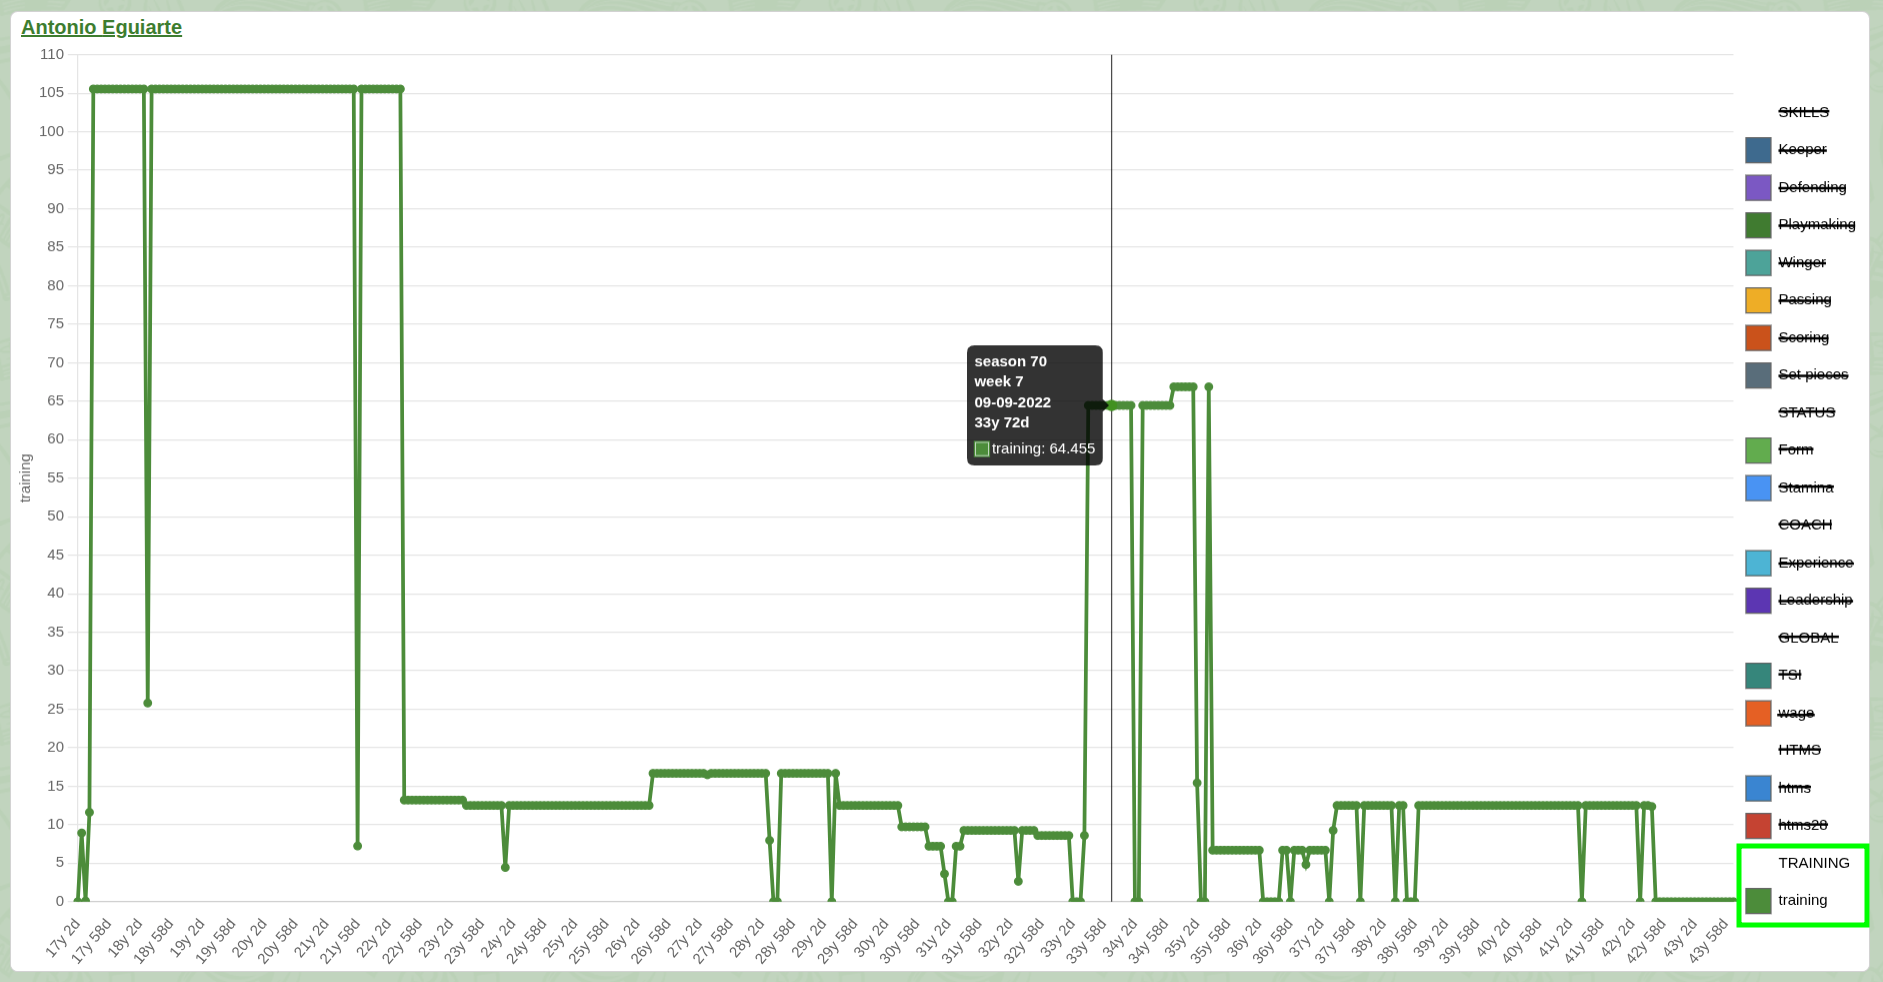 Antonio Eguiarte
110
105
100
95
90
85
80
75
70
65
60
55
50
45
40
35
30
25
20
15
10
5
0
training
season 70
week 7
09-09-2022
33y 72d
training: 64.455
17y 2d
17y 58d
18y 2d
18y 58d
19y 2d
19y 58d
20y 2d
20y 58d
21y 2d
21y 58d
22y 2d
22y 58d
23y 2d
23y 58d
24y 2d
24y 58d
25y 2d
25y 58d
26y 2d
26y 58d
27y 2d
27y 58d
28y 2d
28y 58d
29y 2d
29y 58d
30y 2d
30y 58d
31y 2d
31y 58d
32y 2d
32y 58d
33y 2d
33y 58d
34y 2d
34y 58d
35y 2d
35y 58d
36y 2d
36y 58d
37y 2d
37y 58d
38y 2d
38y 58d
39y 2d
39y 58d
40y 2d
40y 58d
41y 2d
41y 58d
42y 2d
42y 58d
43y 2d
43y 58d
SKILLS
Keeper
Defending
Playmaking
Winger
Passing
Scoring
Set pieces
STATUS
Form
Stamina
COACH
Experience
Leadership
GLOBAL
TSI
wage
HTMS
htms
htms28
TRAINING
training